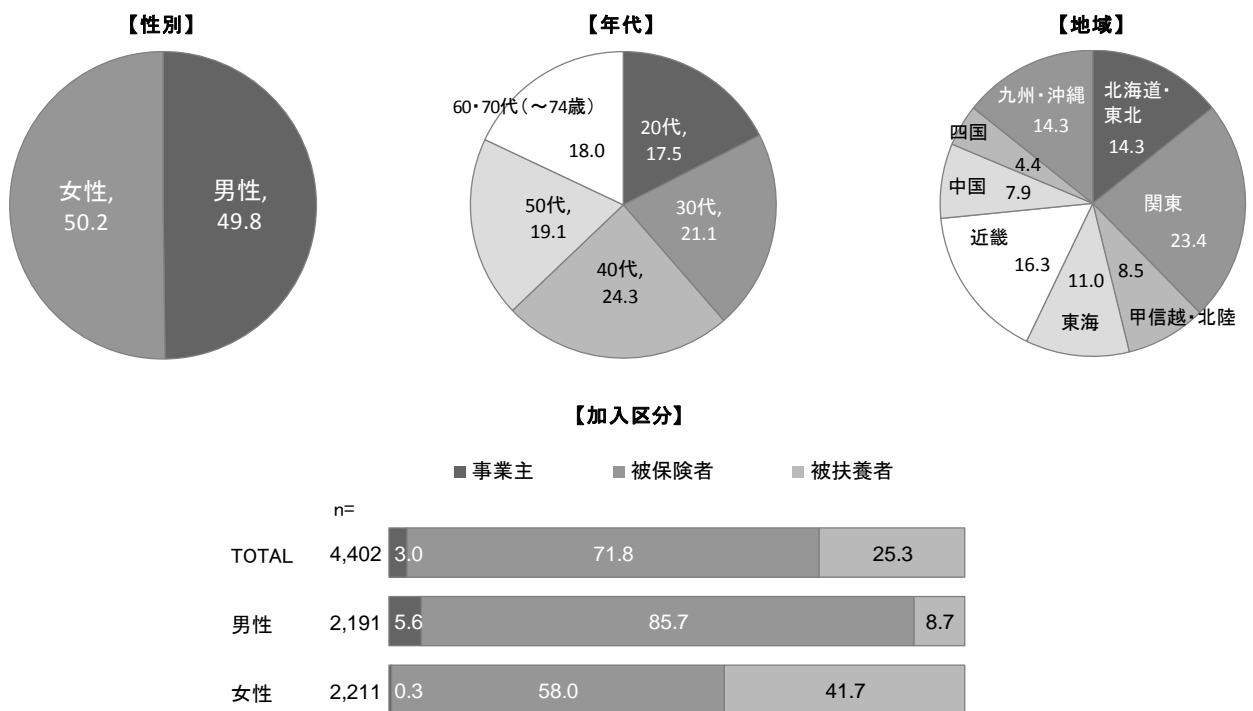 【性別】
女性,
50.2
男性,
49.8
【年代】
60・70代（～74歳）
18.0
20代,
17.5
30代,
21.1
40代,
24.3
50代,
19.1
【地域】
九州・沖縄
14.3
北海道・
東北
14.3
四国
4.4
中国
7.9
関東
23.4
近畿
16.3
11.0
東海
8.5
甲信越・北陸
【加入区分】
■事業主 ■被保険者 ■被扶養者
n=
TOTAL 4,402 3.0 71.8 25.3
男性 2,191 5.6 85.7 8.7
女性 2,211 0.3 58.0 41.7